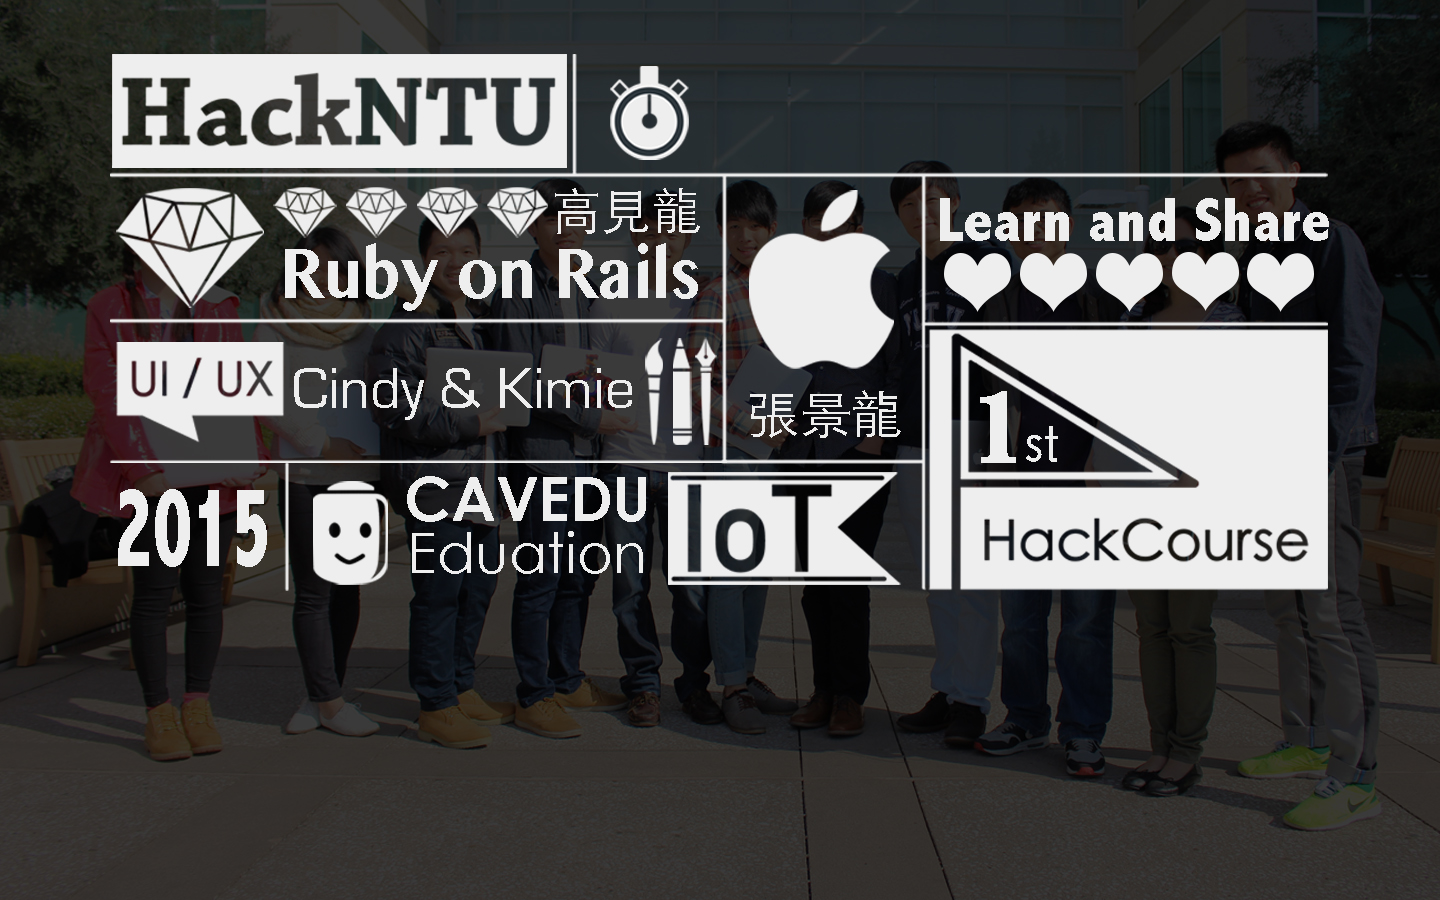 HackNTU
高見龍
Ruby on Rails
UI / UX
Cindy & Kimie
張景龍
Learn and Share
1st
HackCourse
2015
CAVEDU
Eduation
IoT